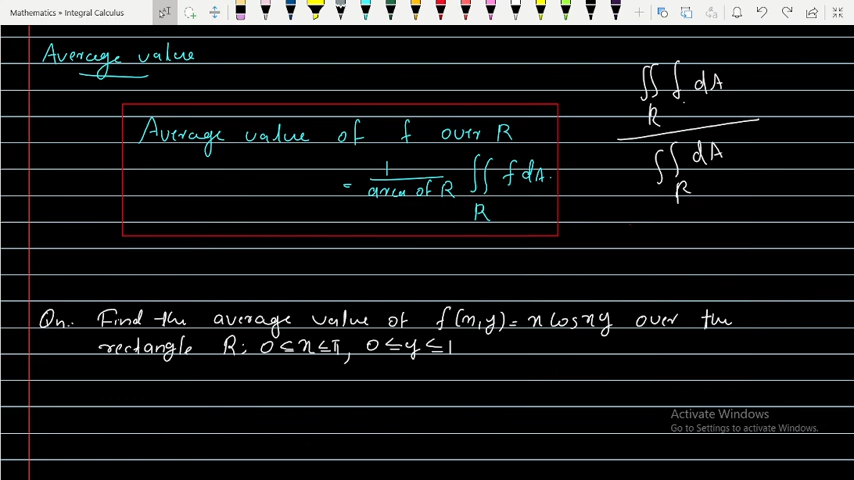 Mathematics » Integral Calculus
Average value
Average value of f over R
= 1/area of R ∬_R f dA.
∬_R f dA
∬_R dA
Qn:. Find the average value of f(x,y) = x cos xy over the
rectangle R: 0 ≤ x ≤ π, 0 ≤ y ≤ 1
Activate Windows
Go to Settings to activate Windows.